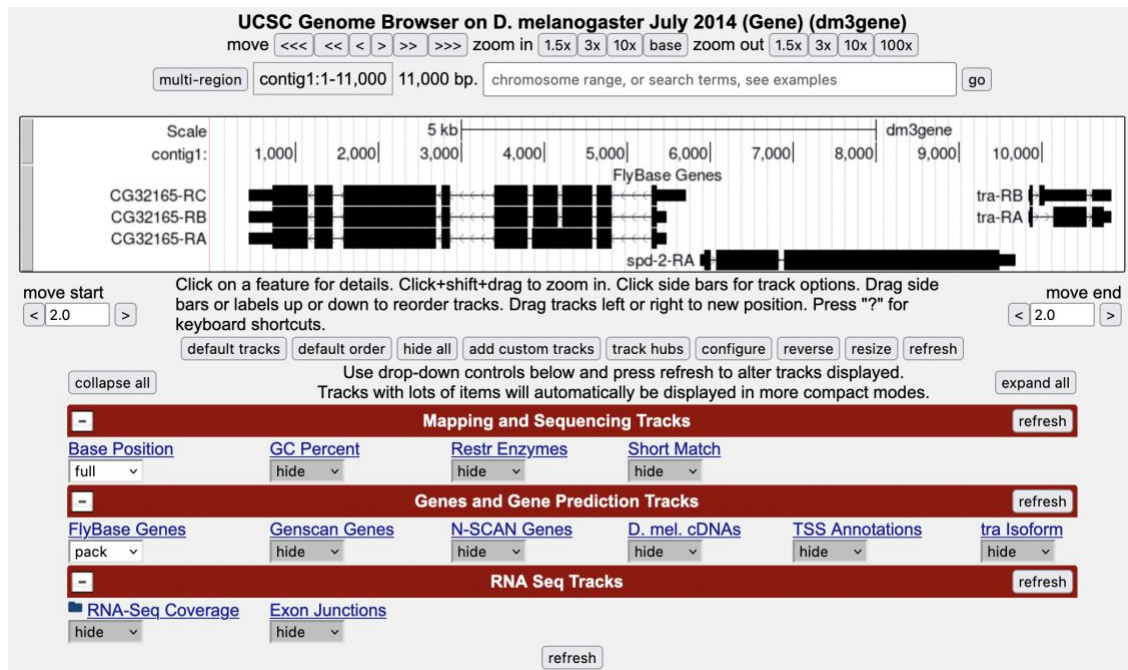 UCSC Genome Browser on D. melanogaster July 2014 (Gene) (dm3gene)
move <<< << < > >> >>> zoom in 1.5x 3x 10x base zoom out 1.5x 3x 10x 100x
multi-region contig1:1-11,000 11,000 bp. chromosome range, or search terms, see examples go
Scale 5 kb dm3gene
contig1: 1,000 2,000 3,000 4,000 5,000 6,000 7,000 8,000 9,000 10,000
FlyBase Genes
CG32165-RC tra-RB
CG32165-RB tra-RA
CG32165-RA
spd-2-RA
move start
< 2.0 >
Click on a feature for details. Click+shift+drag to zoom in. Click side bars for track options. Drag side
bars or labels up or down to reorder tracks. Drag tracks left or right to new position. Press "?" for
keyboard shortcuts.
move end
< 2.0 >
default tracks default order hide all add custom tracks track hubs configure reverse resize refresh
collapse all
Use drop-down controls below and press refresh to alter tracks displayed.
Tracks with lots of items will automatically be displayed in more compact modes.
expand all
- Mapping and Sequencing Tracks refresh
Base Position GC Percent Restr Enzymes Short Match
full hide hide hide
- Genes and Gene Prediction Tracks refresh
FlyBase Genes Genscan Genes N-SCAN Genes D. mel. cDNAs TSS Annotations tra Isoform
pack hide hide hide hide hide
- RNA Seq Tracks refresh
RNA-Seq Coverage Exon Junctions
hide hide
refresh